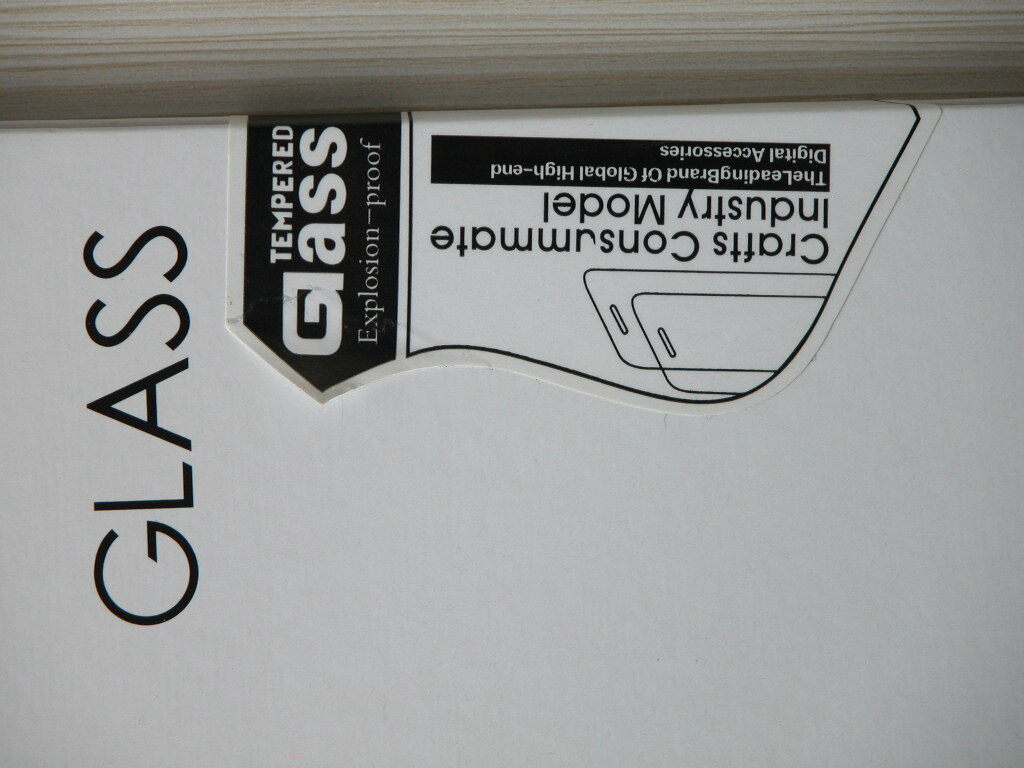 GLASS
TEMPERED
Glass
Explosion-proof
Crafts Consummate
Industry Model
TheLeadingBrand Of Global High-end
Digital Accessories